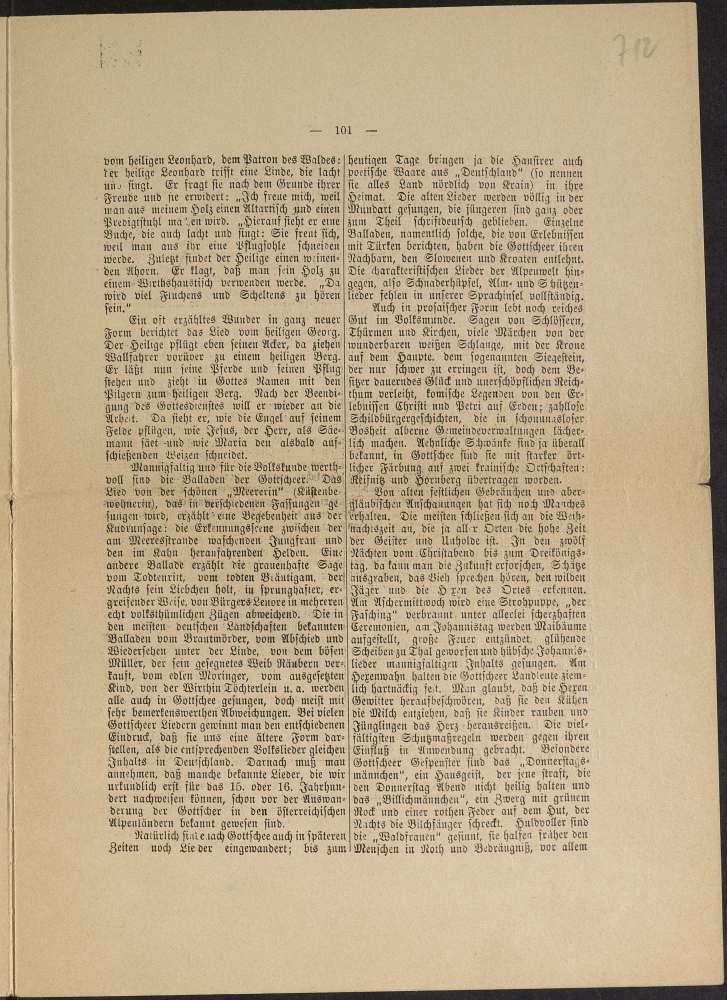 712
— 101 —
vom heiligen Leonhard, dem Patron des Waldes:
der heilige Leonhard trifft eine Linde, die lacht
und singt. Er fragt sie nach dem Grunde ihrer
Freude und sie erwidert: „Ich freue mich, weil
man aus meinem Holz einen Altartisch und einen
Predigtstuhl machen wird. „Hierauf sieht er eine
Buche, die auch lacht und singt: Sie freut sich,
weil man aus ihr eine Pflugsohle schneiden
werde. Zuletzt findet der Heilige einen weinen-
den Ahorn. Er klagt, daß man sein Holz zu
einem Wirthshaustisch verwenden werde. „Da
wird viel Fluchens und Scheltens zu hören
sein.“
Ein oft erzähltes Wunder in ganz neuer
Form berichtet das Lied vom heiligen Georg.
Der Heilige pflügt eben seinen Acker, da ziehen
Wallfahrer vorüber zu einem heiligen Berg.
Er läßt nun seine Pferde und seinen Pflug
stehen und zieht in Gottes Namen mit den
Pilgern zum heiligen Berg. Nach der Beendi-
gung des Gottesdienstes will er wieder an die
Arbeit. Da sieht er, wie die Engel auf seinem
Felde pflügen, wie Jesus, der Herr, als Säe-
mann säet und wie Maria den alsbald auf-
schießenden Weizen schneidet.
Mannigfaltig und für die Volkskunde werth-
voll sind die Balladen der Gottscheer. Das
Lied von der schönen „Meererin“ (Küstenbe-
wohnerin), das in verschiedenen Fassungen ge-
sungen wird, erzählt eine Begebenheit aus der
Kudrunsage: die Erkennungsscene zwischen der
am Meeresstrande waschenden Jungfrau und
den im Kahn heranfahrenden Helden. Eine
andere Ballade erzählt die grauenhafte Sage
vom Todtenritt, vom todten Bräutigam, der
Nachts sein Liebchen holt, in sprunghafter, er-
greifender Weise, von Bürgers Lenore in mehreren
echt volksthümlichen Zügen abweichend. Die in
den meisten deutschen Landschaften bekannten
Balladen vom Brautmörder, vom Abschied und
Wiedersehen unter der Linde, von dem bösen
Müller, der sein gesegnetes Weib Räubern ver-
kauft, vom edlen Moringer, vom ausgesetzten
Kind, von der Wirthin Töchterlein u. a. werden
alle auch in Gottschee gesungen, doch meist mit
sehr bemerkenswerthen Abweichungen. Bei vielen
Gottscheer Liedern gewinnt man den entschiedenen
Eindruck, daß sie uns eine ältere Form dar-
stellen, als die entsprechenden Volkslieder gleichen
Inhalts in Deutschland. Darnach muß man
annehmen, daß manche bekannte Lieder, die wir
urkundlich erst für das 15. oder 16. Jahrhun-
dert nachweisen können, schon vor der Auswan-
derung der Gottscher in den österreichischen
Alpenländern bekannt gewesen sind.
Natürlich sind nach Gottschee auch in späteren
Zeiten noch Lieder eingewandert; bis zum
heutigen Tage bringen ja die Hausirer auch
poetische Waare aus „Deutschland“ (so nennen
sie alles Land nördlich von Krain) in ihre
Heimat. Die alten Lieder werden völlig in der
Mundart gesungen, die jüngeren sind ganz oder
zum Theil schriftdeutsch geblieben. Einzelne
Balladen, namentlich solche, die von Erlebnissen
mit Türken berichten, haben die Gottscheer ihren
Nachbarn, den Slowenen und Kroaten entlehnt.
Die charakteristischen Lieder der Alpenwelt hin-
gegen, also Schnaderhüpfel, Alm- und Schützen-
lieder fehlen in unserer Sprachinsel vollständig.
Auch in prosaischer Form lebt noch reiches
Gut im Volksmunde. Sagen von Schlössern,
Thürmen und Kirchen, viele Märchen von der
wunderbaren weißen Schlange, mit der Krone
auf dem Haupte, dem sogenannten Siegestein,
der nur schwer zu erringen ist, doch dem Be-
sitzer dauerndes Glück und unerschöpflichen Reich-
thum verleiht, komische Legenden von den Er-
lebnissen Christi und Petri auf Erden; zahllose
Schildbürgergeschichten, die in schonungsloser
Bosheit alberne Gemeindeverwaltungen lächer-
lich machen. Aehnliche Schwänke sind ja überall
bekannt, in Gottschee sind sie mit starker ört-
licher Färbung auf zwei krainische Ortschaften:
Reifnitz und Hornberg übertragen worden.
Von alten festlichen Gebräuchen und aber-
gläubischen Anschauungen hat sich noch Manches
erhalten. Die meisten schließen sich an die Weih-
nachtszeit an, die ja aller Orten die hohe Zeit
der Geister und Unholde ist. In den zwölf
Nächten vom Christabend bis zum Dreikönigs-
tag, da kann man die Zukunft erforschen, Schätze
ausgraben, das Vieh sprechen hören, den wilden
Jäger und die Hexen des Ortes erkennen.
Am Aschermittwoch wird eine Strohpuppe, „der
Fasching“ verbrannt unter allerlei scherzhaften
Ceremonien, am Johannistag werden Maibäume
aufgestellt, große Feuer entzündet, glühende
Scheiben zu Thal geworfen und hübsche Johannis-
lieder mannigfaltigen Inhalts gesungen. Am
Hexenwahn halten die Gottscheer Landleute ziem-
lich hartnäckig fest. Man glaubt, daß die Hexen
Gewitter heraufbeschwören, daß sie den Kühen
die Milch entziehen, daß sie Kinder rauben und
Jünglingen das Herz herausreißen. Die viel-
fältigsten Schutzmaßregeln werden gegen ihren
Einfluß in Anwendung gebracht. Besondere
Gottscheer Gespenster sind das „Donnerstags-
männchen“, ein Hausgeist, der jene straft, die
den Donnerstag Abend nicht heilig halten und
das „Billichmännchen“, ein Zwerg mit grünem
Rock und einer rothen Feder auf dem Hut, der
Nachts die Bilchfänger schreckt. Huldvoller sind
die „Waldfrauen“ gesinnt, sie halfen früher den
Menschen in Noth und Bedrängniß, vor allem